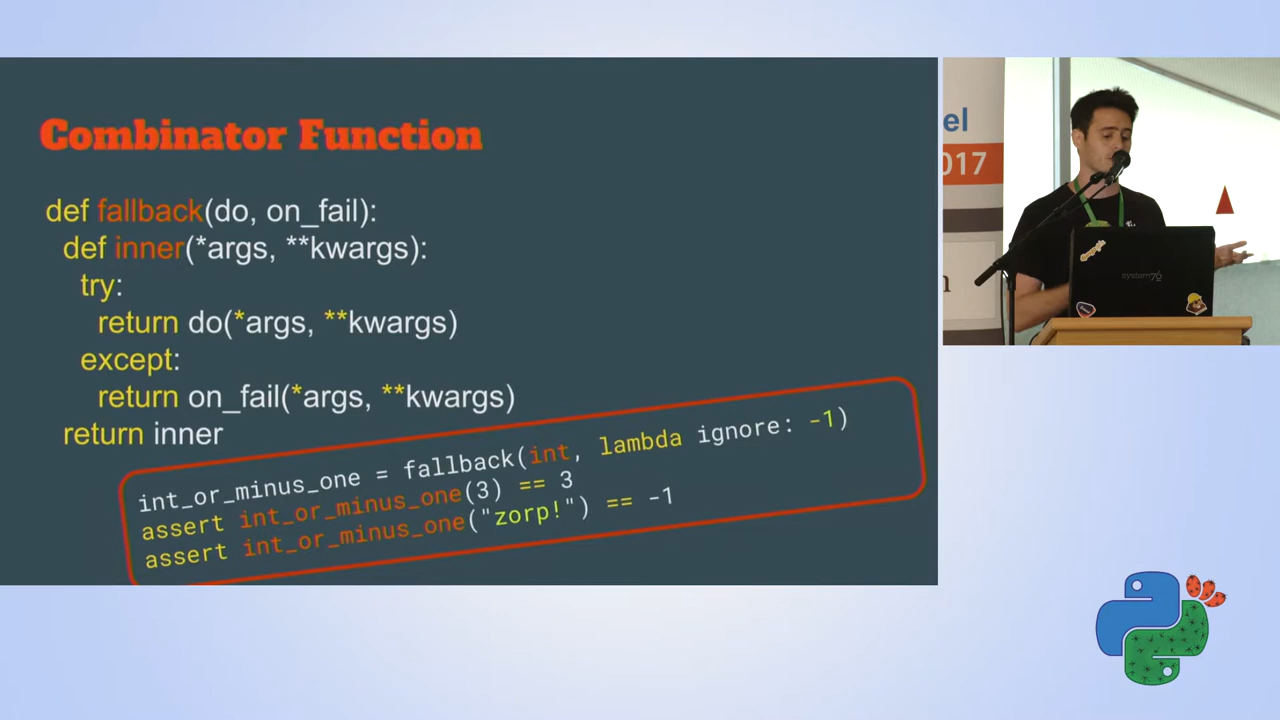 Combinator Function
def fallback(do, on_fail):
def inner(*args, **kwargs):
try:
return do(*args, **kwargs)
except:
return on_fail(*args, **kwargs)
return inner
int_or_minus_one = fallback(int, lambda ignore: -1)
assert int_or_minus_one(3) == 3
assert int_or_minus_one("zorp!") == -1
el
017
n
system76